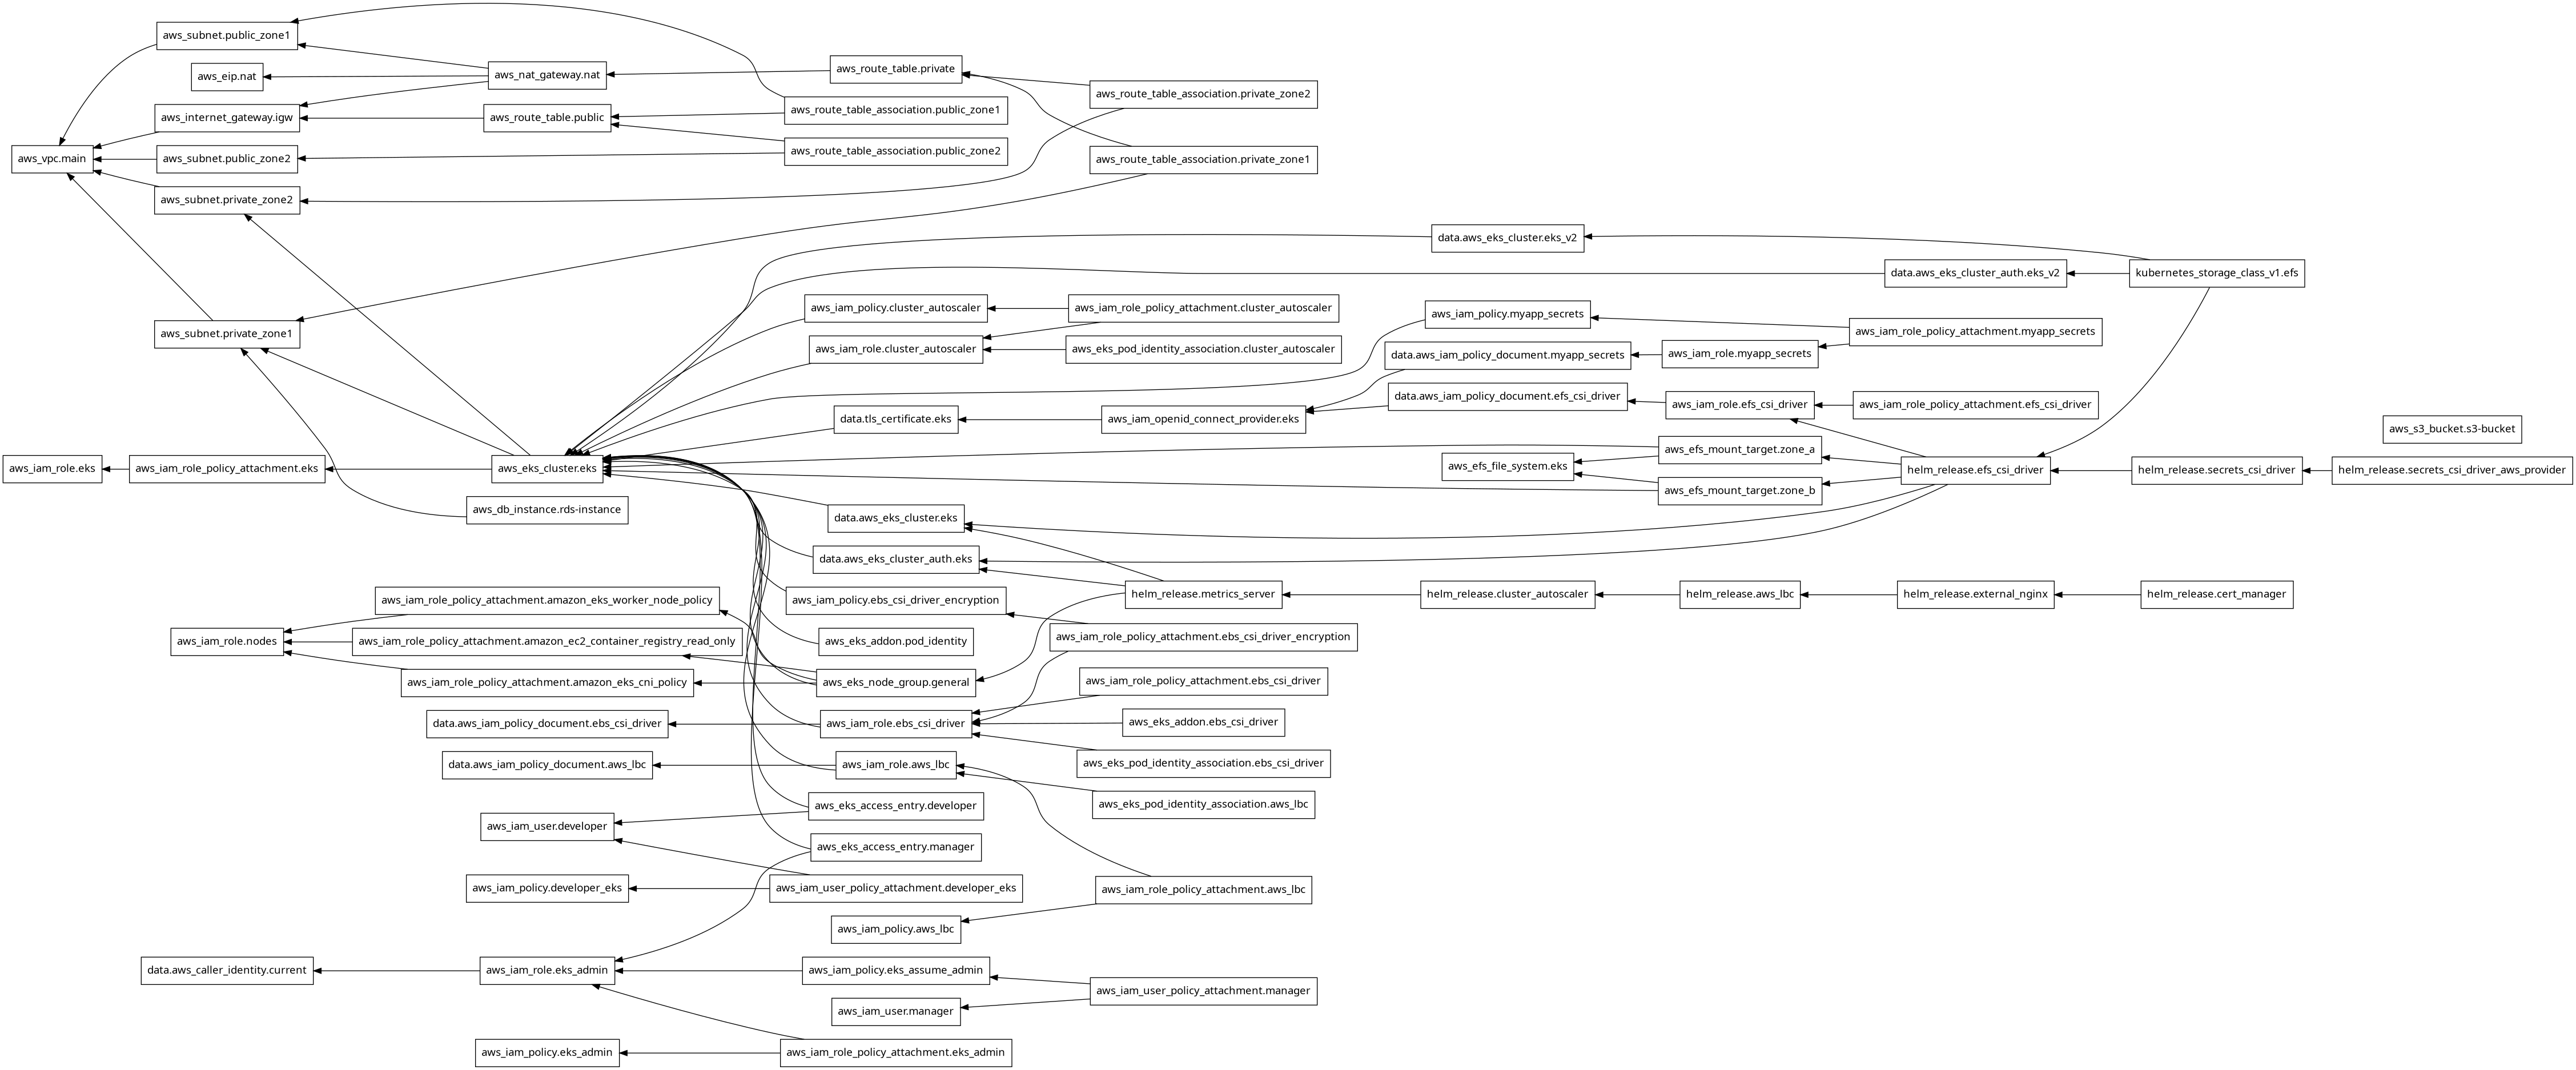 aws_subnet.public_zone1
aws_eip.nat
aws_nat_gateway.nat
aws_route_table.private
aws_route_table_association.private_zone2
aws_internet_gateway.igw
aws_route_table.public
aws_route_table_association.public_zone1
aws_vpc.main
aws_subnet.public_zone2
aws_route_table_association.public_zone2
aws_route_table_association.private_zone1
aws_subnet.private_zone2
data.aws_eks_cluster.eks_v2
data.aws_eks_cluster_auth.eks_v2
kubernetes_storage_class_v1.efs
aws_subnet.private_zone1
aws_iam_policy.cluster_autoscaler
aws_iam_role_policy_attachment.cluster_autoscaler
aws_iam_policy.myapp_secrets
aws_iam_role_policy_attachment.myapp_secrets
aws_iam_role.cluster_autoscaler
aws_eks_pod_identity_association.cluster_autoscaler
data.aws_iam_policy_document.myapp_secrets
aws_iam_role.myapp_secrets
data.aws_iam_policy_document.efs_csi_driver
aws_iam_role.efs_csi_driver
aws_iam_role_policy_attachment.efs_csi_driver
data.tls_certificate.eks
aws_iam_openid_connect_provider.eks
aws_s3_bucket.s3-bucket
aws_efs_mount_target.zone_a
aws_iam_role.eks
aws_iam_role_policy_attachment.eks
aws_eks_cluster.eks
aws_efs_file_system.eks
helm_release.efs_csi_driver
helm_release.secrets_csi_driver
helm_release.secrets_csi_driver_aws_provider
aws_efs_mount_target.zone_b
aws_db_instance.rds-instance
data.aws_eks_cluster.eks
data.aws_eks_cluster_auth.eks
aws_iam_role_policy_attachment.amazon_eks_worker_node_policy
aws_iam_policy.ebs_csi_driver_encryption
helm_release.metrics_server
helm_release.cluster_autoscaler
helm_release.aws_lbc
helm_release.external_nginx
helm_release.cert_manager
aws_iam_role.nodes
aws_iam_role_policy_attachment.amazon_ec2_container_registry_read_only
aws_eks_addon.pod_identity
aws_iam_role_policy_attachment.ebs_csi_driver_encryption
aws_iam_role_policy_attachment.amazon_eks_cni_policy
aws_eks_node_group.general
aws_iam_role_policy_attachment.ebs_csi_driver
data.aws_iam_policy_document.ebs_csi_driver
aws_iam_role.ebs_csi_driver
aws_eks_addon.ebs_csi_driver
data.aws_iam_policy_document.aws_lbc
aws_iam_role.aws_lbc
aws_eks_pod_identity_association.ebs_csi_driver
aws_eks_access_entry.developer
aws_eks_pod_identity_association.aws_lbc
aws_iam_user.developer
aws_eks_access_entry.manager
aws_iam_policy.developer_eks
aws_iam_user_policy_attachment.developer_eks
aws_iam_role_policy_attachment.aws_lbc
aws_iam_policy.aws_lbc
data.aws_caller_identity.current
aws_iam_role.eks_admin
aws_iam_policy.eks_assume_admin
aws_iam_user_policy_attachment.manager
aws_iam_user.manager
aws_iam_policy.eks_admin
aws_iam_role_policy_attachment.eks_admin